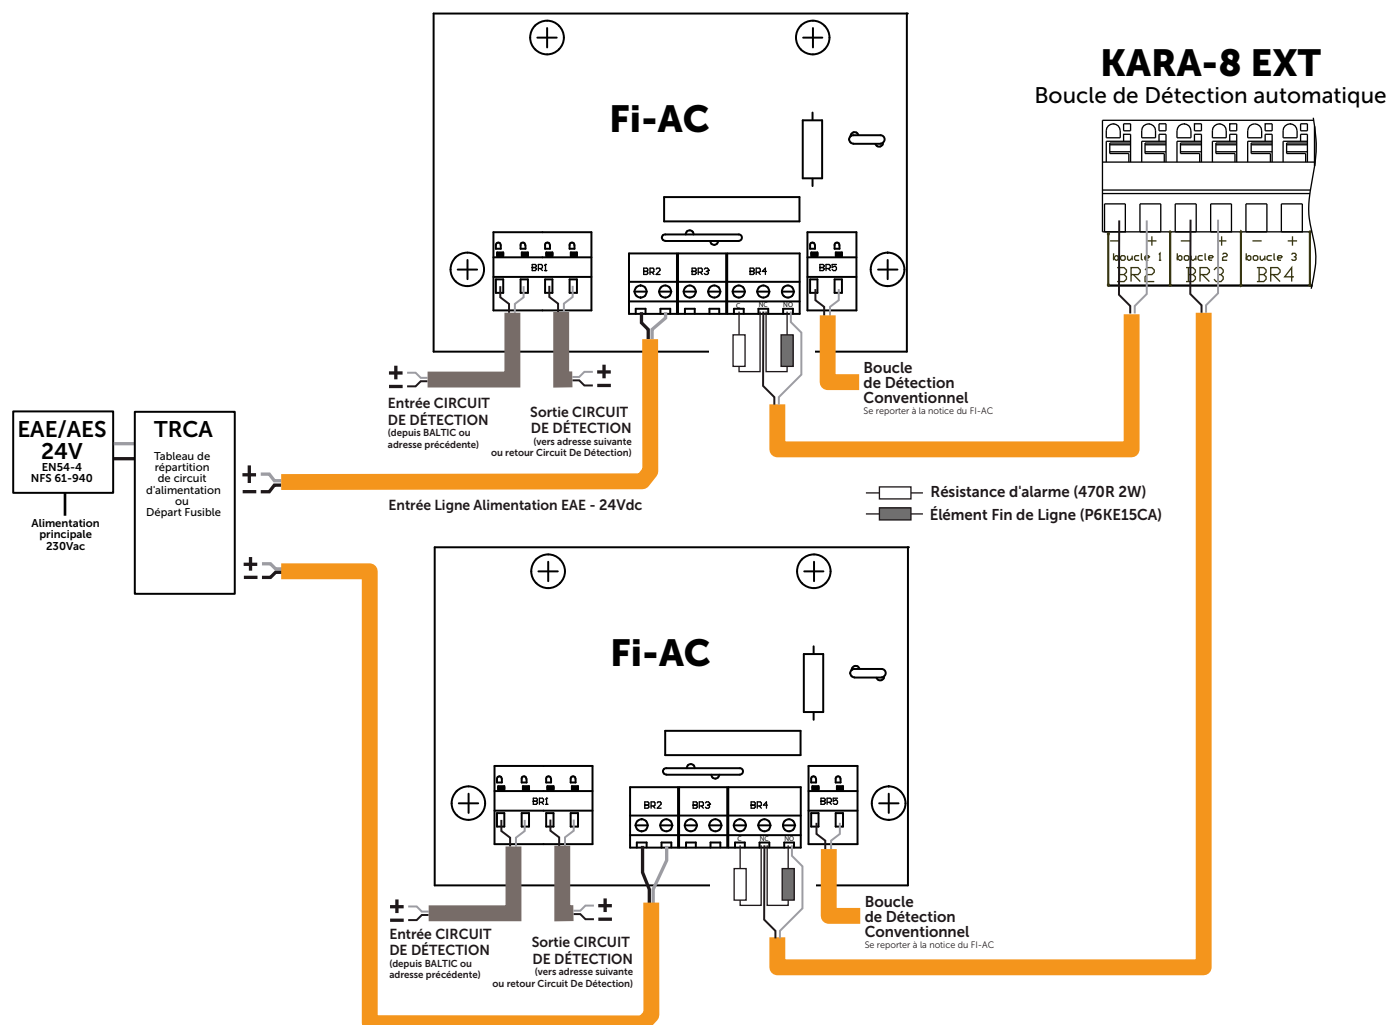 KARA-8 EXT
Boucle de Détection automatique
- + - + - +
boucle 1 boucle 2 boucle 3
BR2 BR3 BR4
Fi-AC
BR1
BR2 BR3 BR4
C NC NO
BR5
+
-
+
-
Entrée CIRCUIT
DE DÉTECTION
(depuis BALTIC ou
adresse précédente)
Sortie CIRCUIT
DE DÉTECTION
(vers adresse suivante
ou retour Circuit De Détection)
Boucle
de Détection
Conventionnel
Se reporter à la notice du FI-AC
EAE/AES
24V
EN54-4
NFS 61-940
Alimentation
principale
230Vac
TRCA
Tableau de
répartition
de circuit
d'alimentation
ou
Départ Fusible
+
-
+
-
Entrée Ligne Alimentation EAE - 24Vdc
Résistance d'alarme (470R 2W)
Élément Fin de Ligne (P6KE15CA)
Fi-AC
BR1
BR2 BR3 BR4
C NC NO
BR5
+
-
+
-
Entrée CIRCUIT
DE DÉTECTION
(depuis BALTIC ou
adresse précédente)
Sortie CIRCUIT
DE DÉTECTION
(vers adresse suivante
ou retour Circuit De Détection)
Boucle
de Détection
Conventionnel
Se reporter à la notice du FI-AC